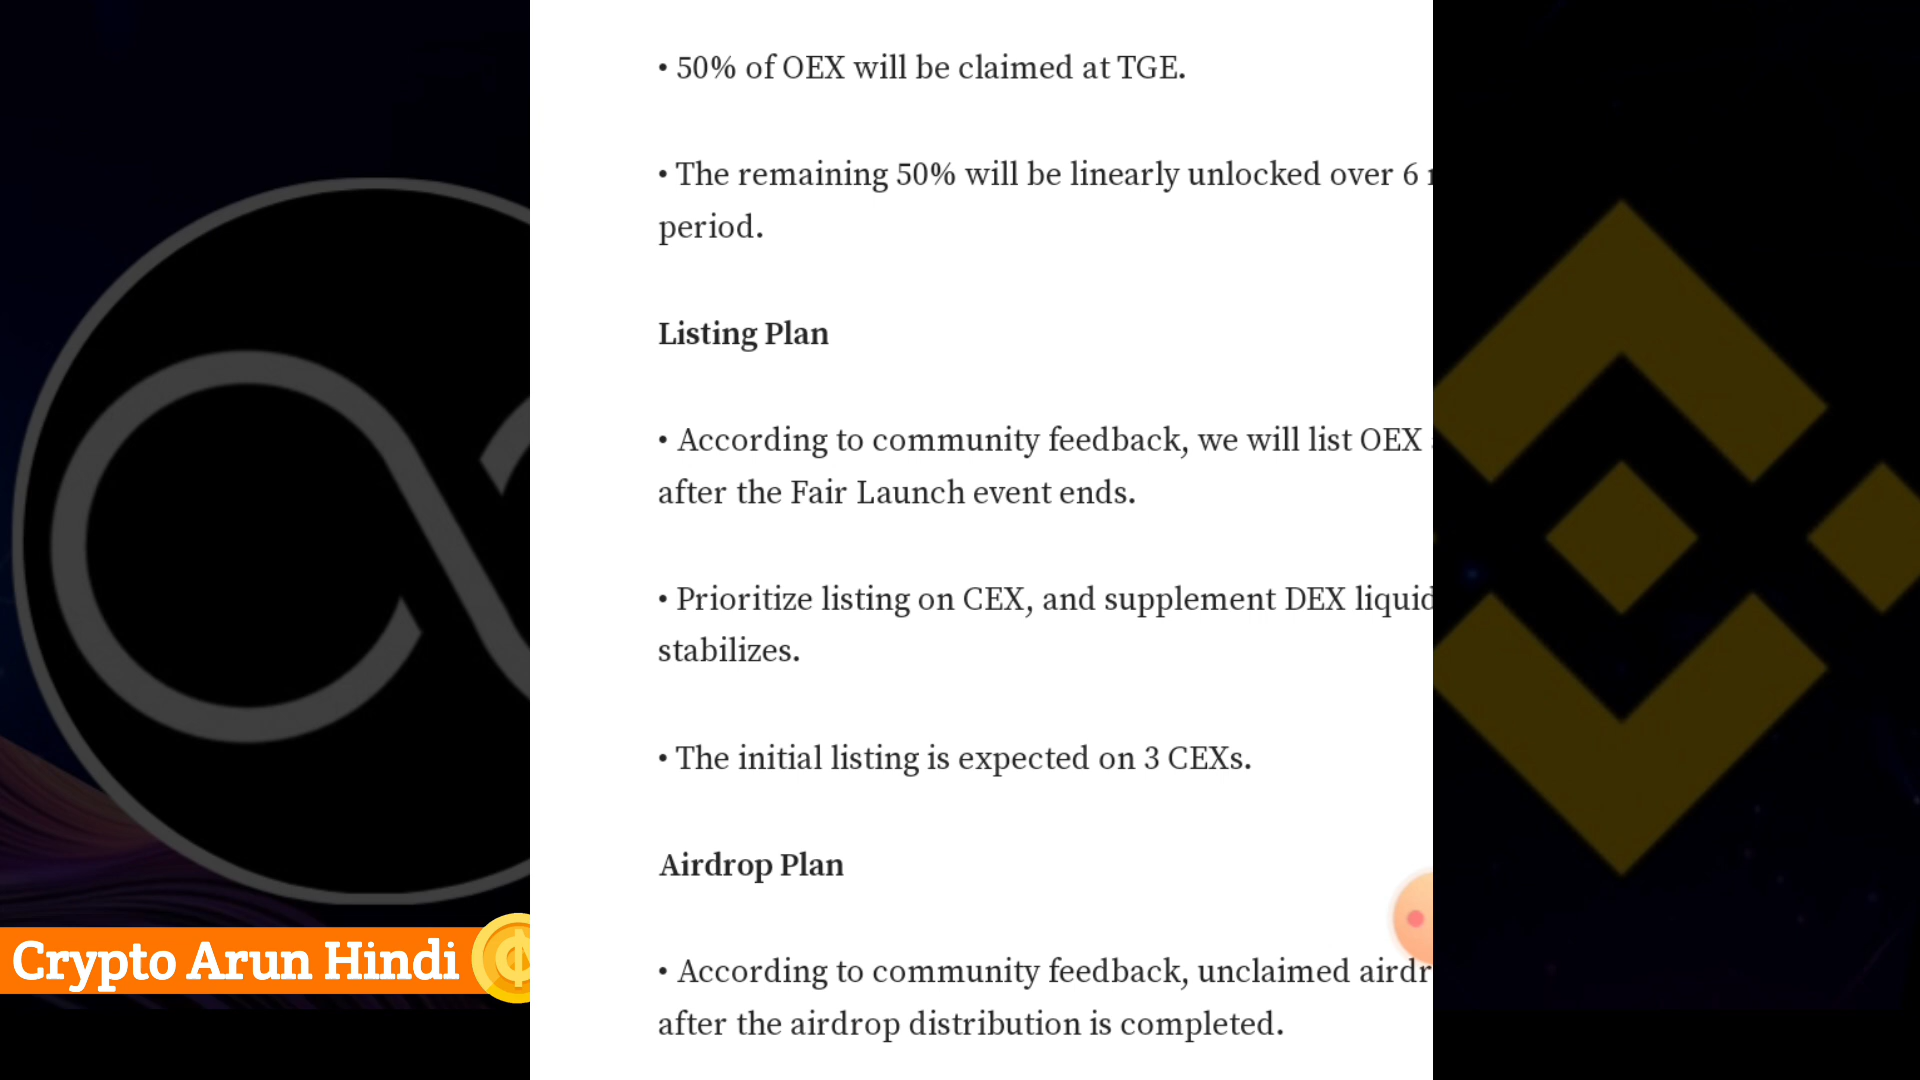 • 50% of OEX will be claimed at TGE.
• The remaining 50% will be linearly unlocked over 6
period.
Listing Plan
• According to community feedback, we will list OEX
after the Fair Launch event ends.
• Prioritize listing on CEX, and supplement DEX liquid
stabilizes.
• The initial listing is expected on 3 CEXs.
Airdrop Plan
• According to community feedback, unclaimed airdr
after the airdrop distribution is completed.
Crypto Arun Hindi